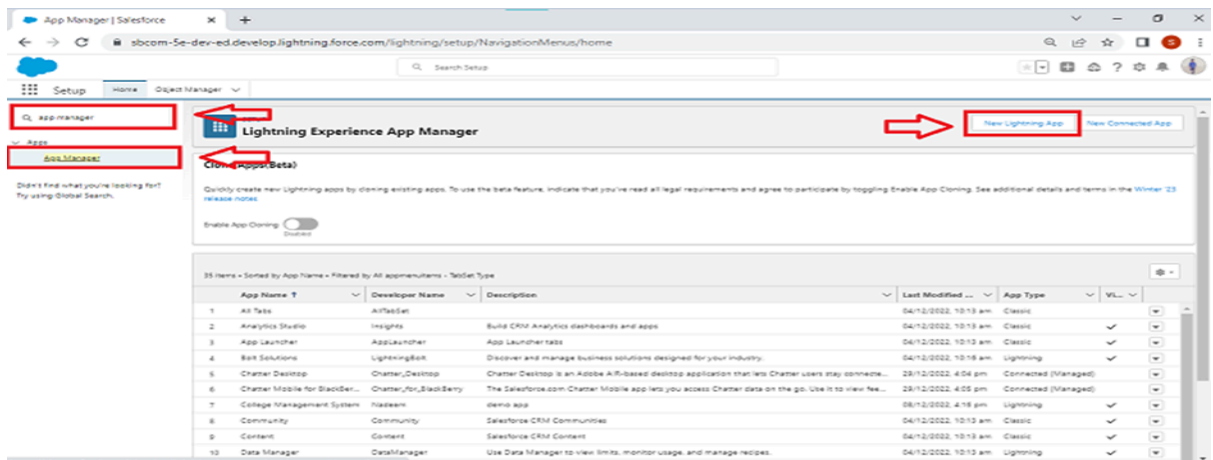 App Manager | Salesforce
sbcom-5e-dev-ed.develop.lightning.force.com/lightning/setup/NavigationMenus/home
S
Search Setup
Setup Home Object Manager
app manager
Apps
App Manager
Didn't find what you're looking for?
Try using Global Search.
SETUP
Lightning Experience App Manager
New Lightning App New Connected App
Clone Apps (Beta)
Quickly create new Lightning apps by cloning existing apps. To use the beta feature, indicate that you've read all legal requirements and agree to participate by toggling Enable App Cloning. See additional details and terms in the Winter '23
release notes
Enable App Cloning
Disabled
35 items • Sorted by App Name • Filtered by All appmenuitems - TabSet Type
App Name ↑ Developer Name Description Last Modified ... App Type Vi...
1 All Tabs AllTabSet 04/12/2022, 10:13 am Classic
2 Analytics Studio Insights Build CRM Analytics dashboards and apps 04/12/2022, 10:13 am Classic
3 App Launcher AppLauncher App Launcher tabs 04/12/2022, 10:13 am Classic
4 Bolt Solutions LightningBolt Discover and manage business solutions designed for your industry. 04/12/2022, 10:16 am Lightning
5 Chatter Desktop Chatter_Desktop Chatter Desktop is an Adobe AIR-based desktop application that lets Chatter users stay connecte... 29/12/2022, 4:04 pm Connected (Managed)
6 Chatter Mobile for BlackBer... Chatter_for_BlackBerry The Salesforce.com Chatter Mobile app lets you access Chatter data on the go. Use it to view fee... 29/12/2022, 4:05 pm Connected (Managed)
7 College Management System Nadeem demo app 08/12/2022, 4:18 pm Lightning
8 Community Community Salesforce CRM Communities 04/12/2022, 10:13 am Classic
9 Content Content Salesforce CRM Content 04/12/2022, 10:13 am Classic
10 Data Manager DataManager Use Data Manager to view limits, monitor usage, and manage recipes. 04/12/2022, 10:13 am Lightning